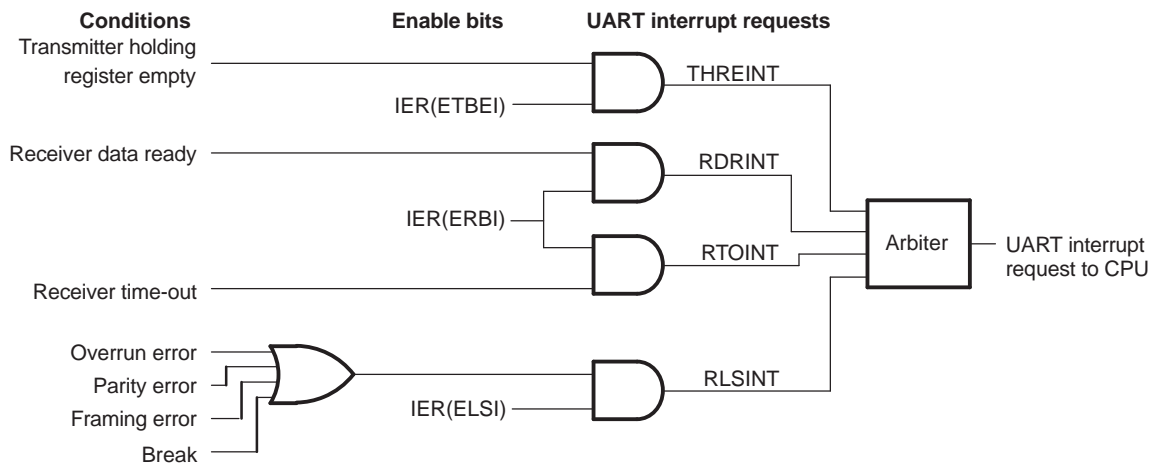 Conditions
Enable bits
UART interrupt requests
Transmitter holding
register empty
THREINT
IER(ETBEI)
Receiver data ready
RDRINT
IER(ERBI)
Arbiter
UART interrupt
request to CPU
RTOINT
Receiver time-out
Overrun error
Parity error
Framing error
Break
RLSINT
IER(ELSI)